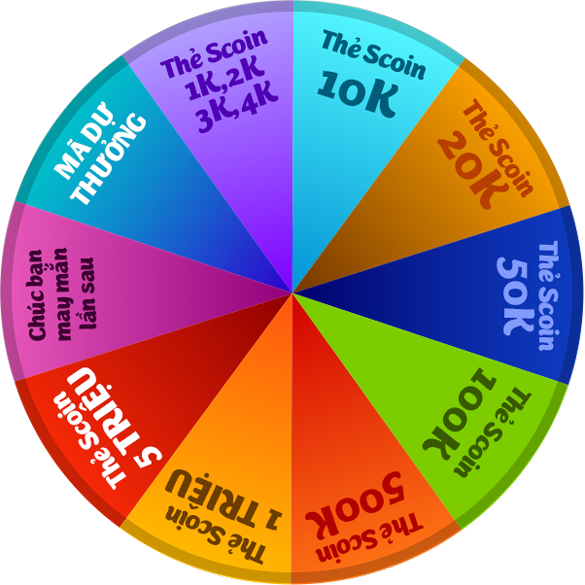 Thẻ Scoin
10K
Thẻ Scoin
20K
Thẻ Scoin
50K
Thẻ Scoin
100K
Thẻ Scoin
500K
Thẻ Scoin
1 TRIỆU
Thẻ Scoin
5 TRIỆU
Chúc bạn
may mắn
lần sau
MÃ DỰ
THƯỞNG
Thẻ Scoin
1K,2K
3K,4K